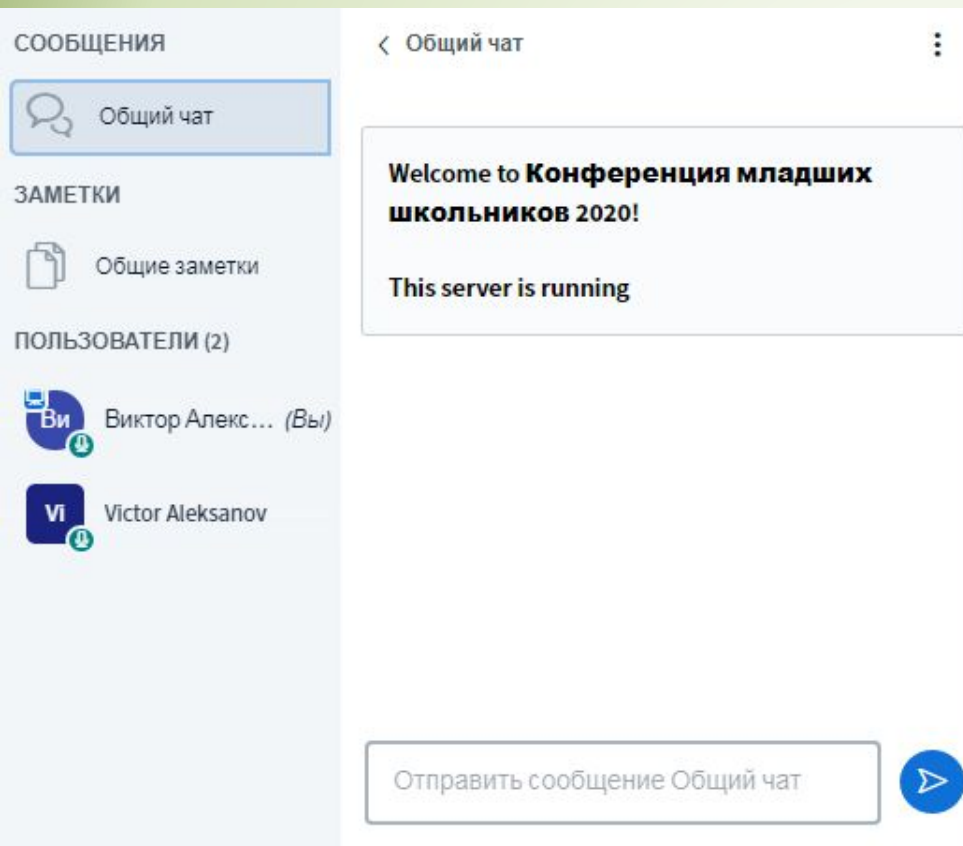 СООБЩЕНИЯ
Общий чат
ЗАМЕТКИ
Общие заметки
ПОЛЬЗОВАТЕЛИ (2)
Ви
Виктор Алекс... (Вы)
Vi
Victor Aleksanov
Общий чат
Welcome to Конференция младших
школьников 2020!
This server is running
Отправить сообщение Общий чат